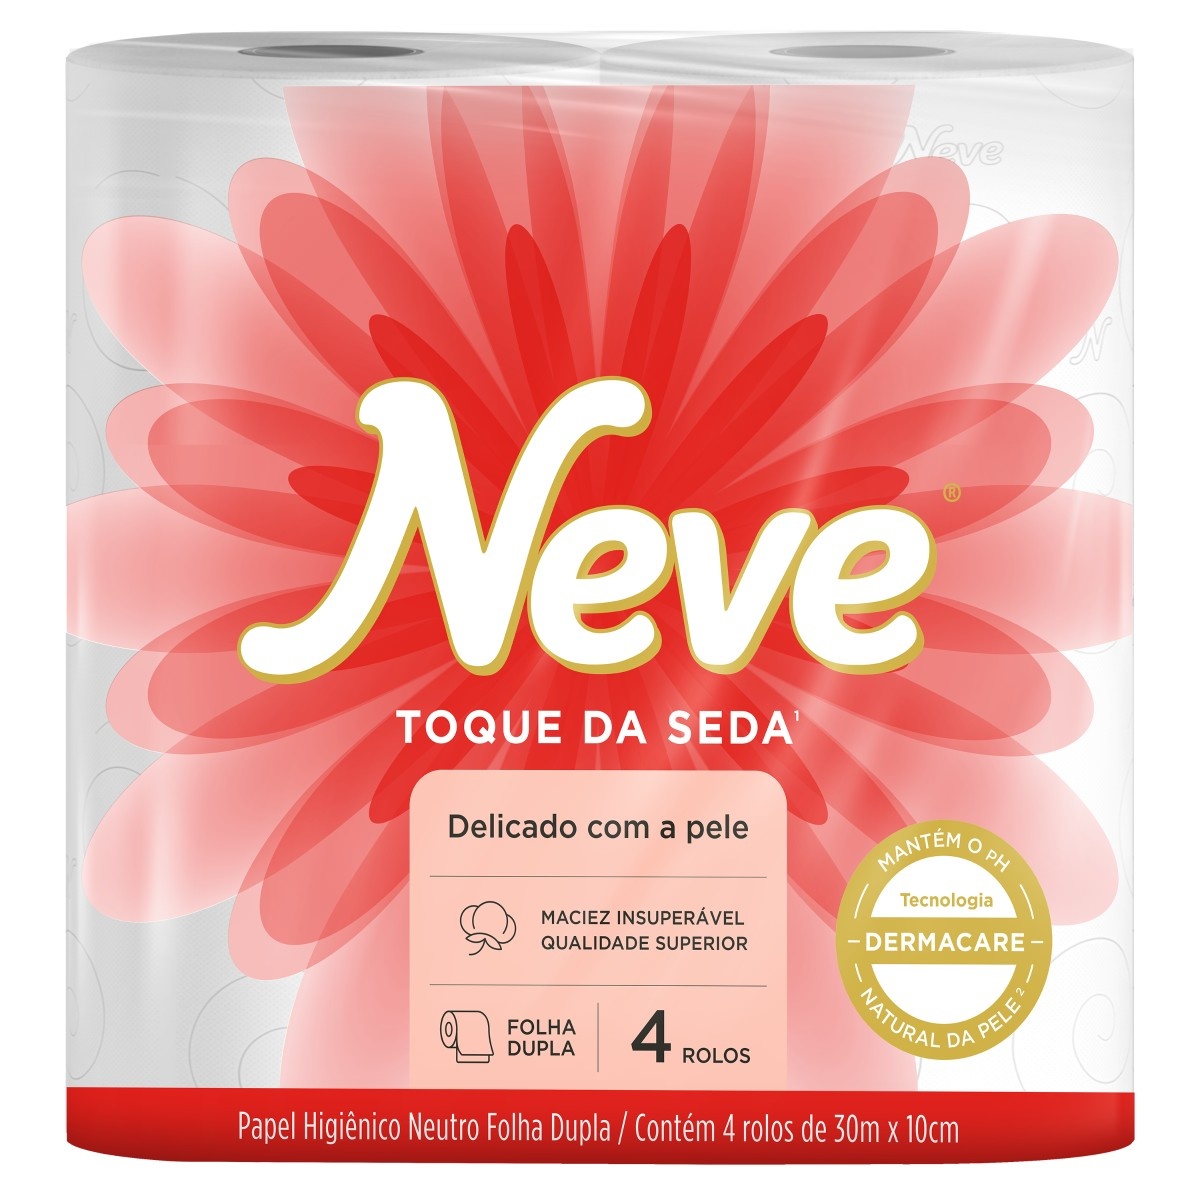 Neve
N
Neve®
TOQUE DA SEDA¹
Delicado com a pele
MACIEZ INSUPERÁVEL
QUALIDADE SUPERIOR
FOLHA
DUPLA
4 ROLOS
MANTÉM O PH
Tecnologia
DERMACARE
NATURAL DA PELE²
Papel Higiênico Neutro Folha Dupla / Contém 4 rolos de 30m x 10cm